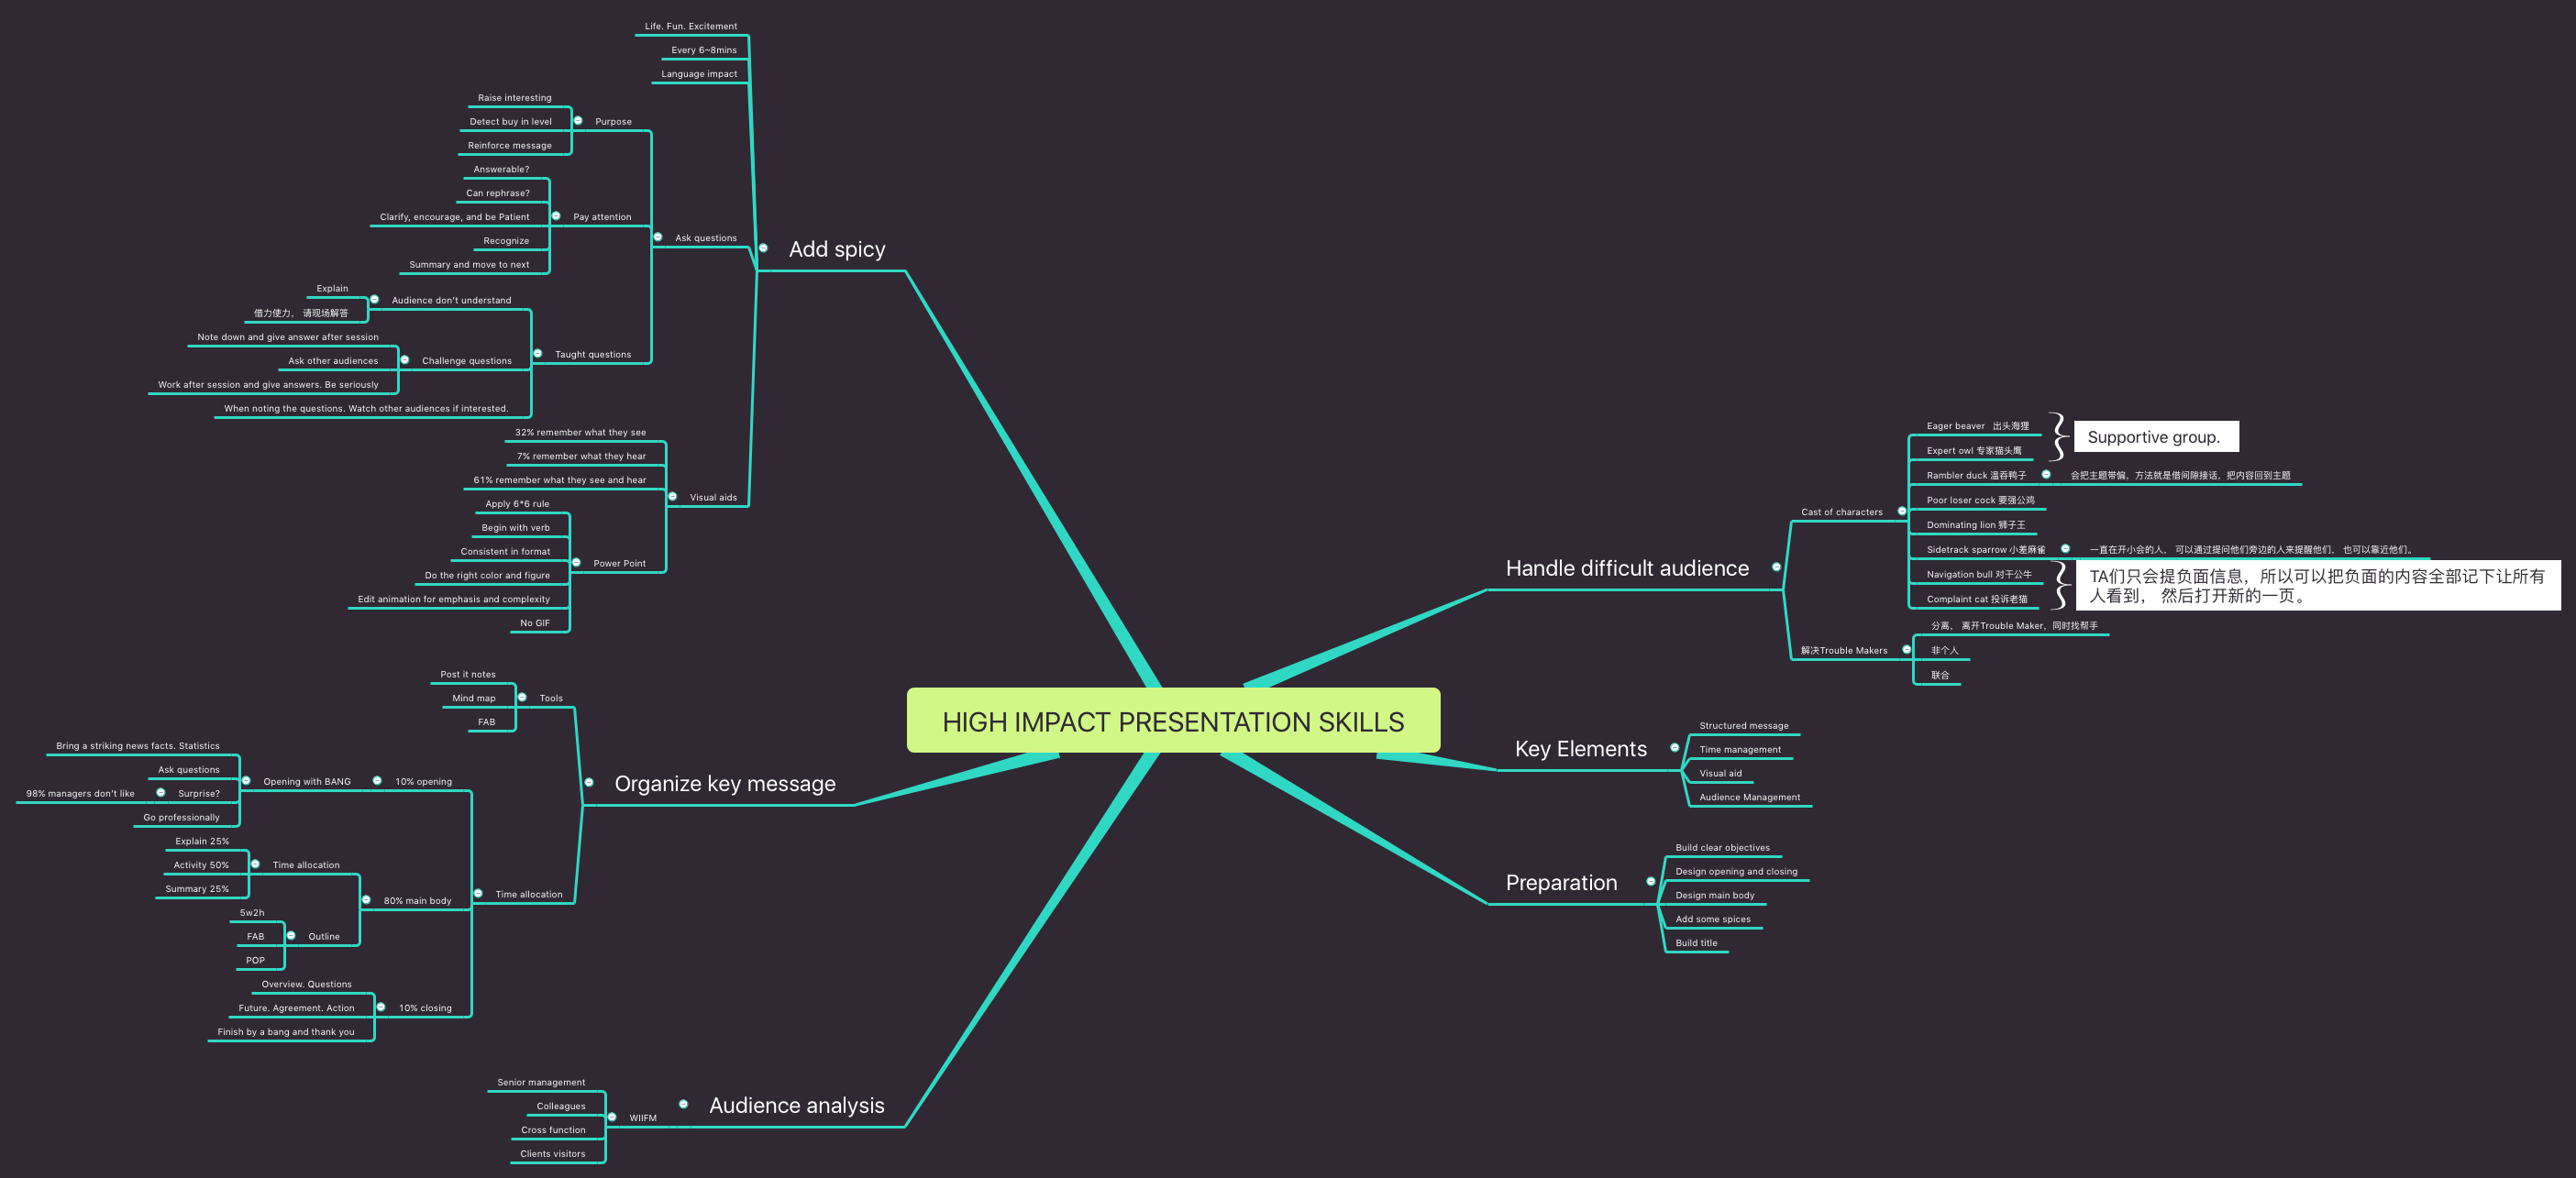 HIGH IMPACT PRESENTATION SKILLS
Add spicy
Life. Fun. Excitement
Every 6~8mins
Language impact
Ask questions
Purpose
Raise interesting
Detect buy in level
Reinforce message
Pay attention
Answerable?
Can rephrase?
Clarify, encourage, and be Patient
Recognize
Summary and move to next
Taught questions
Audience don't understand
Explain
借力使力， 请现场解答
Challenge questions
Note down and give answer after session
Ask other audiences
Work after session and give answers. Be seriously
When noting the questions. Watch other audiences if interested.
Visual aids
32% remember what they see
7% remember what they hear
61% remember what they see and hear
Power Point
Apply 6*6 rule
Begin with verb
Consistent in format
Do the right color and figure
Edit animation for emphasis and complexity
No GIF
Organize key message
Tools
Post it notes
Mind map
FAB
Time allocation
10% opening
Opening with BANG
Bring a striking news facts. Statistics
Ask questions
Surprise?
98% managers don't like
Go professionally
80% main body
Time allocation
Explain 25%
Activity 50%
Summary 25%
Outline
5w2h
FAB
POP
10% closing
Overview. Questions
Future. Agreement. Action
Finish by a bang and thank you
Audience analysis
WIIFM
Senior management
Colleagues
Cross function
Clients visitors
Handle difficult audience
Cast of characters
Eager beaver 出头海狸
Expert owl 专家猫头鹰
Supportive group.
Rambler duck 温吞鸭子
会把主题带偏，方法就是借间隙接话，把内容回到主题
Poor loser cock 要强公鸡
Dominating lion 狮子王
Sidetrack sparrow 小差麻雀
一直在开小会的人， 可以通过提问他们旁边的人来提醒他们， 也可以靠近他们。
Navigation bull 对干公牛
Complaint cat 投诉老猫
TA们只会提负面信息，所以可以把负面的内容全部记下让所有
人看到， 然后打开新的一页。
解决Trouble Makers
分离， 离开Trouble Maker，同时找帮手
非个人
联合
Key Elements
Structured message
Time management
Visual aid
Audience Management
Preparation
Build clear objectives
Design opening and closing
Design main body
Add some spices
Build title